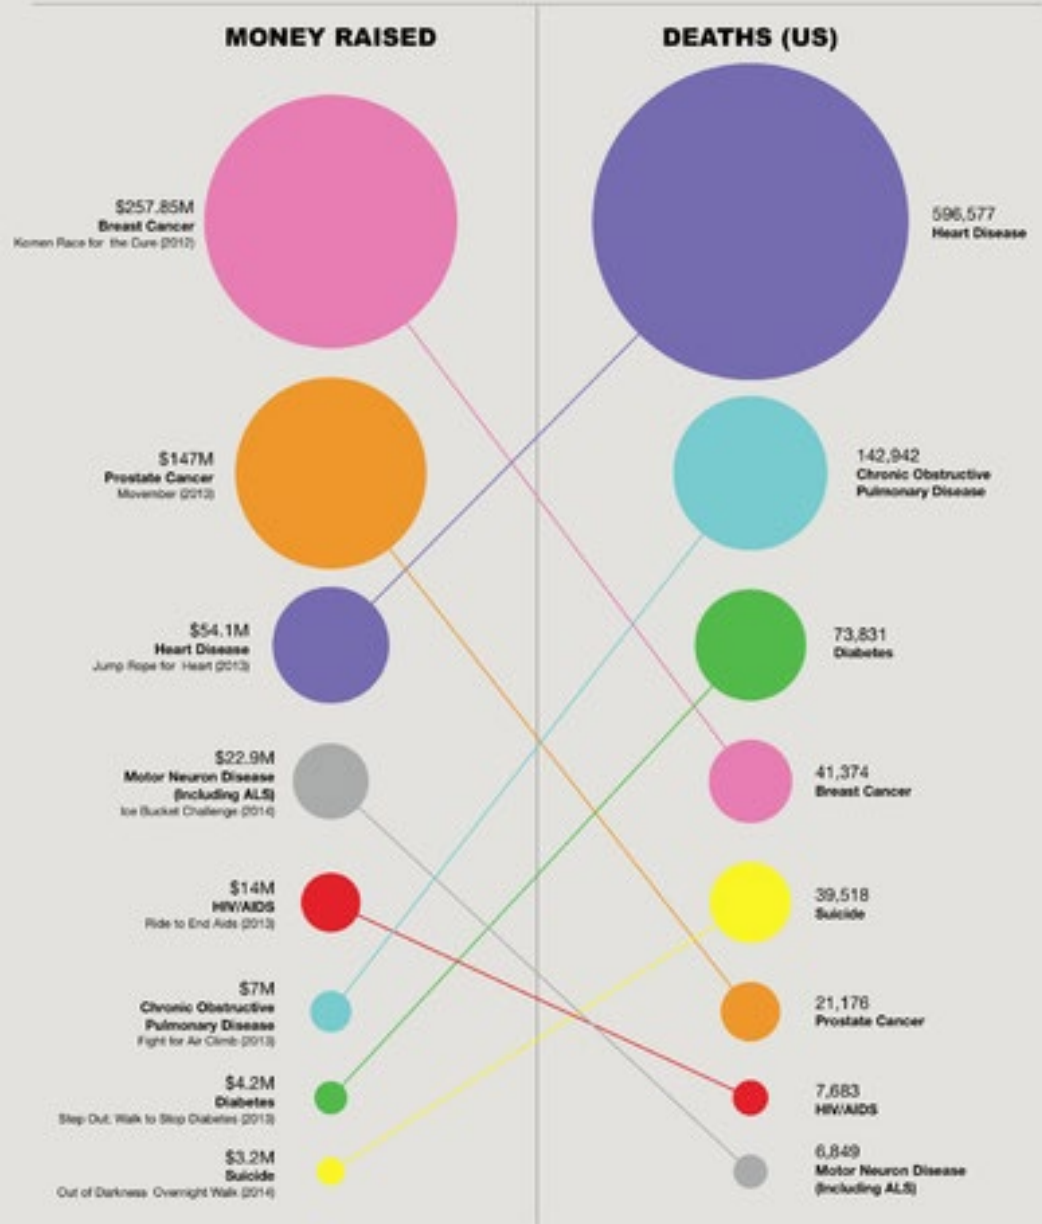 MONEY RAISED
$257.85M
Breast Cancer
Komen Race for the Cure (2012)
$147M
Prostate Cancer
Movember (2013)
$54.1M
Heart Disease
Jump Rope for Heart (2013)
$22.9M
Motor Neuron Disease
(Including ALS)
Ice Bucket Challenge (2014)
$14M
HIV/AIDS
Ride to End Aids (2013)
$7M
Chronic Obstructive
Pulmonary Disease
Fight for Air Climb (2013)
$4.2M
Diabetes
Step Out: Walk to Stop Diabetes (2013)
$3.2M
Suicide
Out of Darkness Overnight Walk (2014)
DEATHS (US)
596,577
Heart Disease
142,942
Chronic Obstructive
Pulmonary Disease
73,831
Diabetes
41,374
Breast Cancer
39,518
Suicide
21,176
Prostate Cancer
7,683
HIV/AIDS
6,849
Motor Neuron Disease
(Including ALS)